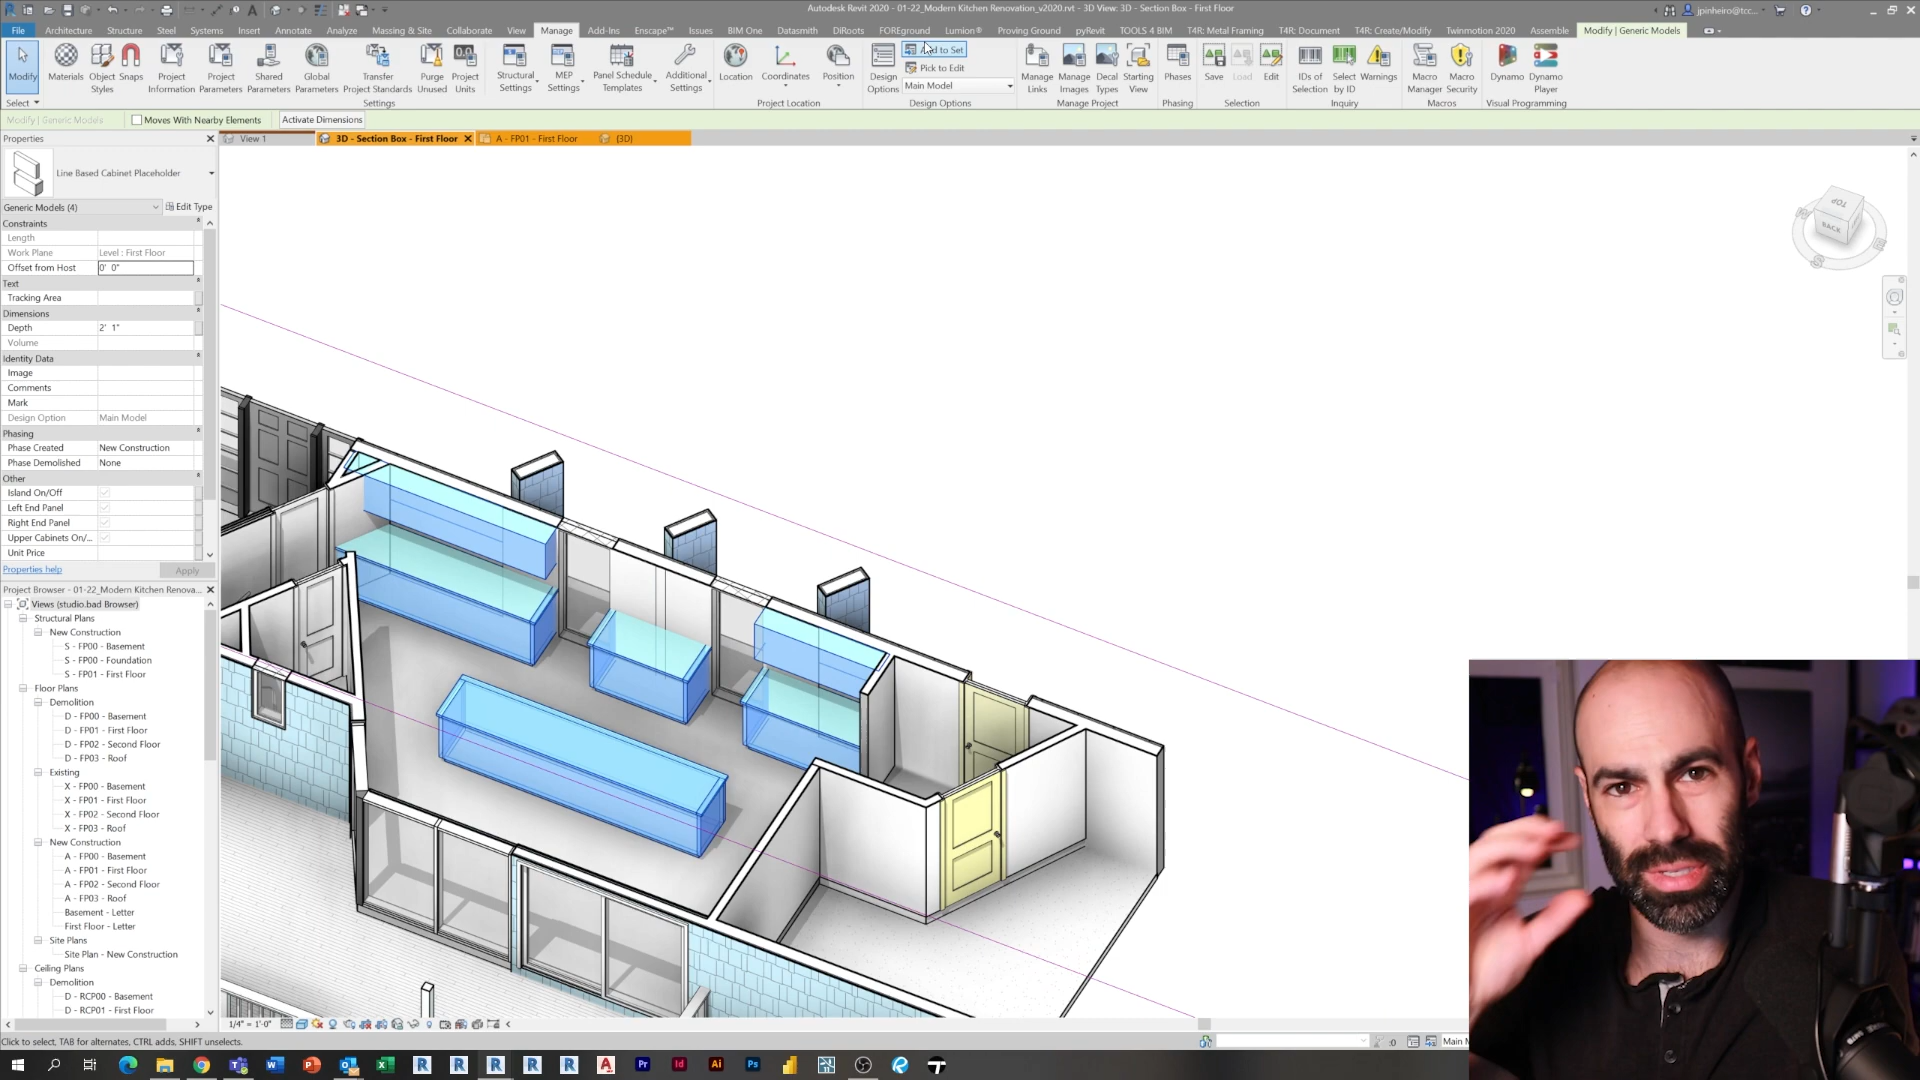 Autodesk Revit 2020 - 01-22_Modern Kitchen Renovation_v2020.rvt - 3D View: 3D - Section Box - First Floor
jpinheiro@tcc...
File Architecture Structure Steel Systems Insert Annotate Analyze Massing & Site Collaborate View Manage Add-Ins Enscape™ Issues BIM One Datasmith DiRoots FOREground Lumion® Proving Ground pyRevit TOOLS 4 BIM T4R: Metal Framing T4R: Document T4R: Create/Modify Twinmotion 2020 Assemble Modify | Generic Models
Modify
Materials
Object Styles
Snaps
Project Information
Project Parameters
Shared Parameters
Global Parameters
Transfer Project Standards
Purge Unused
Project Units
Structural Settings
MEP Settings
Panel Schedule Templates
Additional Settings
Location
Coordinates
Position
Design Options
Add to Set
Pick to Edit
Main Model
Manage Links
Manage Images
Decal Types
Starting View
Phases
Save
Load
Edit
IDs of Selection
Select by ID
Warnings
Macro Manager
Macro Security
Dynamo
Dynamo Player
Select Settings Project Location Design Options Manage Project Phasing Selection Inquiry Macros Visual Programming
Modify | Generic Models Moves With Nearby Elements Activate Dimensions
Properties
View 1 3D - Section Box - First Floor A - FP01 - First Floor {3D}
Line Based Cabinet Placeholder
Generic Models (4) Edit Type
Constraints
Length
Work Plane Level : First Floor
Offset from Host 0' 0"
Text
Tracking Area
Dimensions
Depth 2' 1"
Volume
Identity Data
Image
Comments
Mark
Design Option Main Model
Phasing
Phase Created New Construction
Phase Demolished None
Other
Island On/Off
Left End Panel
Right End Panel
Upper Cabinets On/...
Unit Price
Properties help Apply
Project Browser - 01-22_Modern Kitchen Renova...
Views (studio.bad Browser)
Structural Plans
New Construction
S - FP00 - Basement
S - FP00 - Foundation
S - FP01 - First Floor
Floor Plans
Demolition
D - FP00 - Basement
D - FP01 - First Floor
D - FP02 - Second Floor
D - FP03 - Roof
Existing
X - FP00 - Basement
X - FP01 - First Floor
X - FP02 - Second Floor
X - FP03 - Roof
New Construction
A - FP00 - Basement
A - FP01 - First Floor
A - FP02 - Second Floor
A - FP03 - Roof
Basement - Letter
First Floor - Letter
Site Plans
Site Plan - New Construction
Ceiling Plans
Demolition
D - RCP00 - Basement
D - RCP01 - First Floor
TOP
BACK
S
1/4" = 1'-0"
Click to select, TAB for alternates, CTRL adds, SHIFT unselects.
:0
Main M